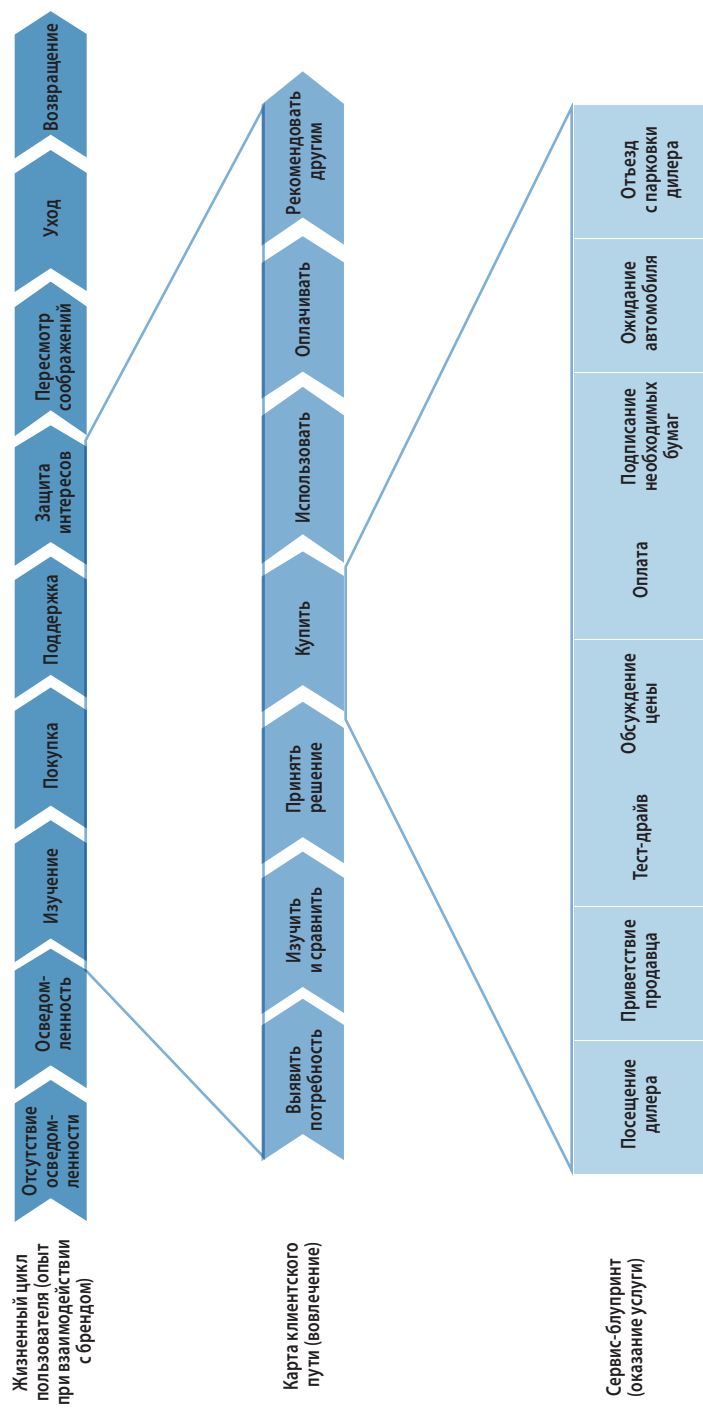 Жизненный цикл
пользователя (опыт
при взаимодействии
с брендом)
Отсутствие
осведом-
ленности
Осведом-
ленность
Изучение
Покупка
Поддержка
Защита
интересов
Пересмотр
соображений
Уход
Возвращение
Карта клиентского
пути (вовлечение)
Выявить
потребность
Изучить
и сравнить
Принять
решение
Купить
Использовать
Оплачивать
Рекомендовать
другим
Сервис-блупринт
(оказание услуги)
Посещение
дилера
Приветствие
продавца
Тест-драйв
Обсуждение
цены
Оплата
Подписание
необходимых
бумаг
Ожидание
автомобиля
Отъезд
с парковки
дилера